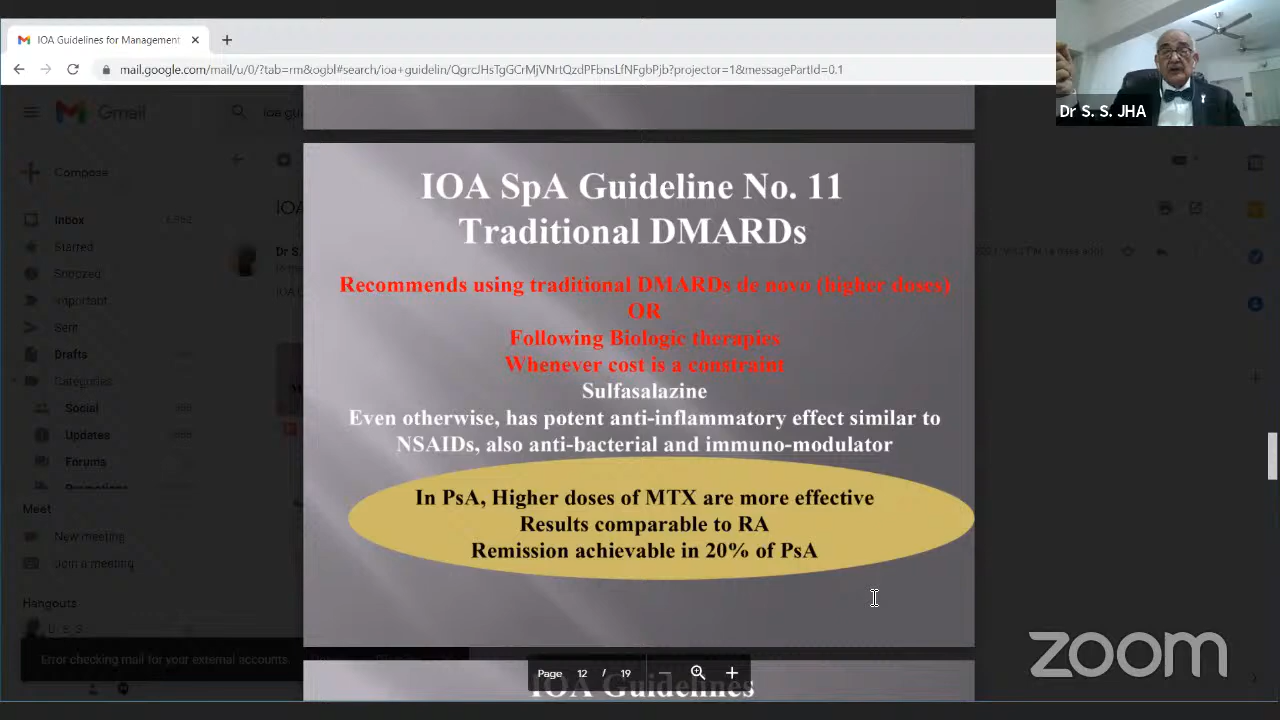 IOA Guidelines for Management
mail.google.com/mail/u/0/?tab=rm&ogbl#search/ioa+guidelin/QgrcJHsTgGCrMjVNrtQzdPFbnsLfNFgbPjb?projector=1&messagePartId=0.1
Dr S. S. JHA
Gmail
Compose
Inbox
Starred
Snoozed
Important
Sent
Drafts
Categories
Social
Updates
Forums
Promotions
Meet
New meeting
Join a meeting
Hangouts
Error checking mail for your external accounts.
IOA SpA Guideline No. 11
Traditional DMARDs
Recommends using traditional DMARDs de novo (higher doses)
OR
Following Biologic therapies
Whenever cost is a constraint
Sulfasalazine
Even otherwise, has potent anti-inflammatory effect similar to
NSAIDs, also anti-bacterial and immuno-modulator
In PsA, Higher doses of MTX are more effective
Results comparable to RA
Remission achievable in 20% of PsA
Page 12 / 19
IOA Guidelines
zoom